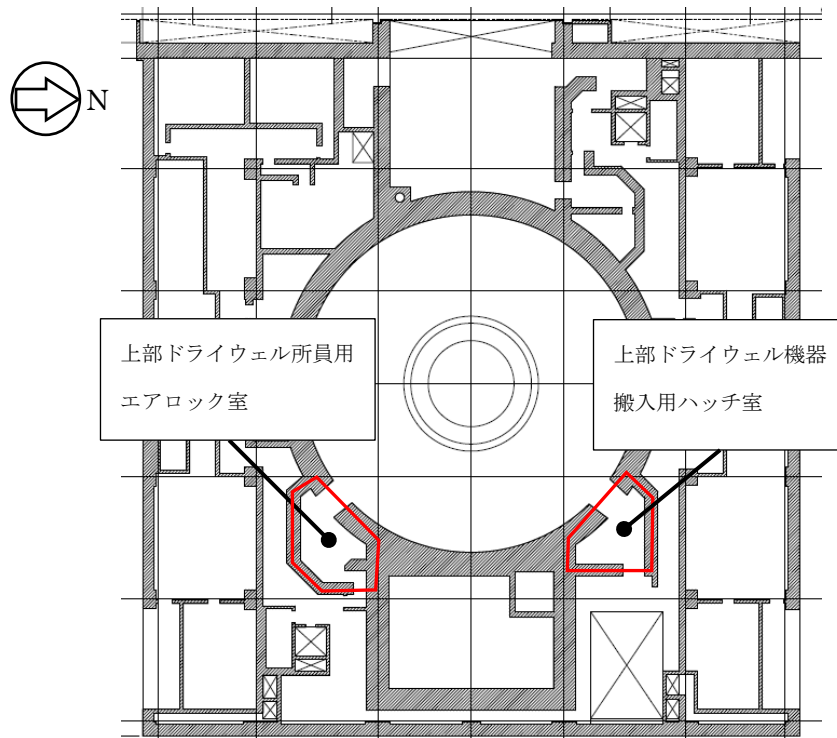 N
上部ドライウェル所員用
エアロック室
上部ドライウェル機器
搬入用ハッチ室